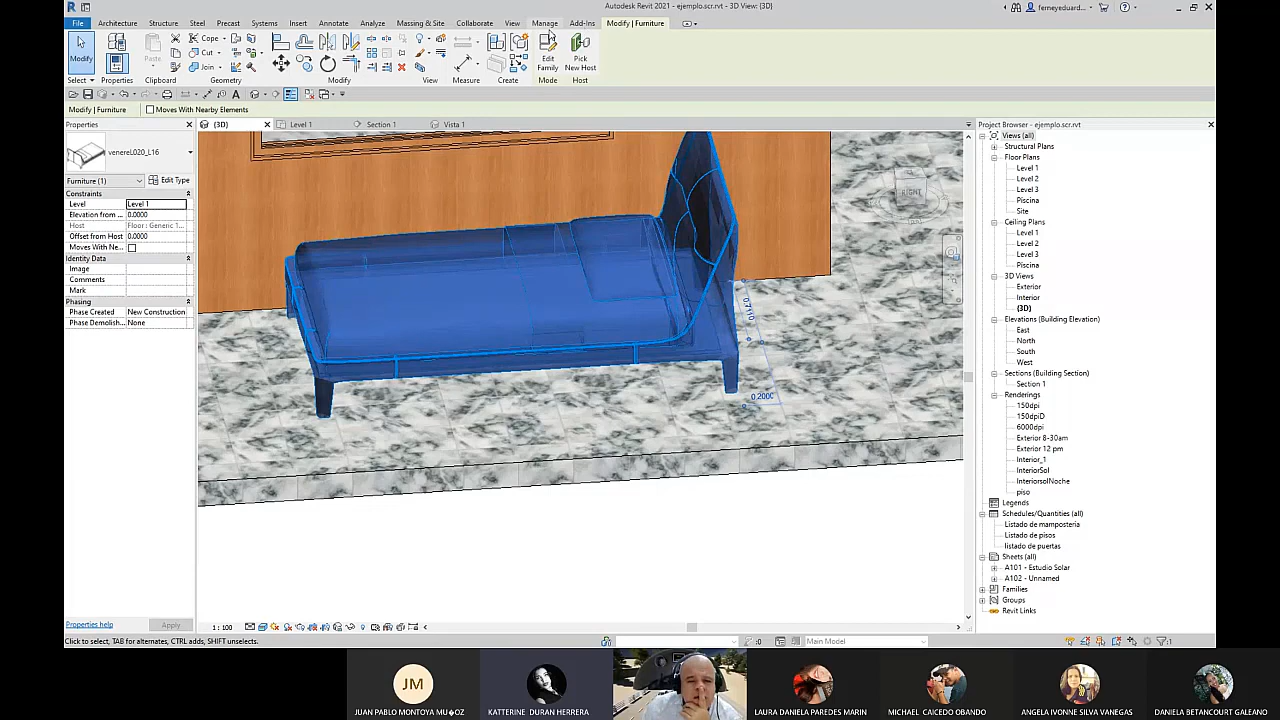 Autodesk Revit 2021 - ejemplo.scr.rvt - 3D View: {3D}
ferneyeduard...
File Architecture Structure Steel Precast Systems Insert Annotate Analyze Massing & Site Collaborate View Manage Add-Ins Modify | Furniture
Modify
Properties
Paste
Cope
Cut
Join
Edit
Family
Pick
New Host
Select Properties Clipboard Geometry Modify View Measure Create Mode Host
Modify | Furniture Moves With Nearby Elements
Properties
{3D} Level 1 Section 1 Vista 1
Project Browser - ejemplo.scr.rvt
venereL020_L16
Furniture (1) Edit Type
Constraints
Level Level 1
Elevation from ... 0.0000
Host Floor : Generic 1...
Offset from Host 0.0000
Moves With Ne...
Identity Data
Image
Comments
Mark
Phasing
Phase Created New Construction
Phase Demolish... None
Properties help Apply
RIGHT
0.7110
0.2000
Views (all)
Structural Plans
Floor Plans
Level 1
Level 2
Level 3
Piscina
Site
Ceiling Plans
Level 1
Level 2
Level 3
Piscina
3D Views
Exterior
Interior
{3D}
Elevations (Building Elevation)
East
North
South
West
Sections (Building Section)
Section 1
Renderings
150dpi
150dpiD
6000dpi
Exterior 8-30am
Exterior 12 pm
Interior_1
InteriorSol
InteriorsolNoche
piso
Legends
Schedules/Quantities (all)
Listado de mamposteria
Listado de pisos
listado de puertas
Sheets (all)
A101 - Estudio Solar
A102 - Unnamed
Families
Groups
Revit Links
1 : 100
Click to select, TAB for alternates, CTRL adds, SHIFT unselects.
:0
Main Model
:1
JM
JUAN PABLO MONTOYA MU�OZ
KATTERINE DURAN HERRERA
LAURA DANIELA PAREDES MARIN
MICHAEL CAICEDO OBANDO
ANGELA IVONNE SILVA VANEGAS
DANIELA BETANCOURT GALEANO